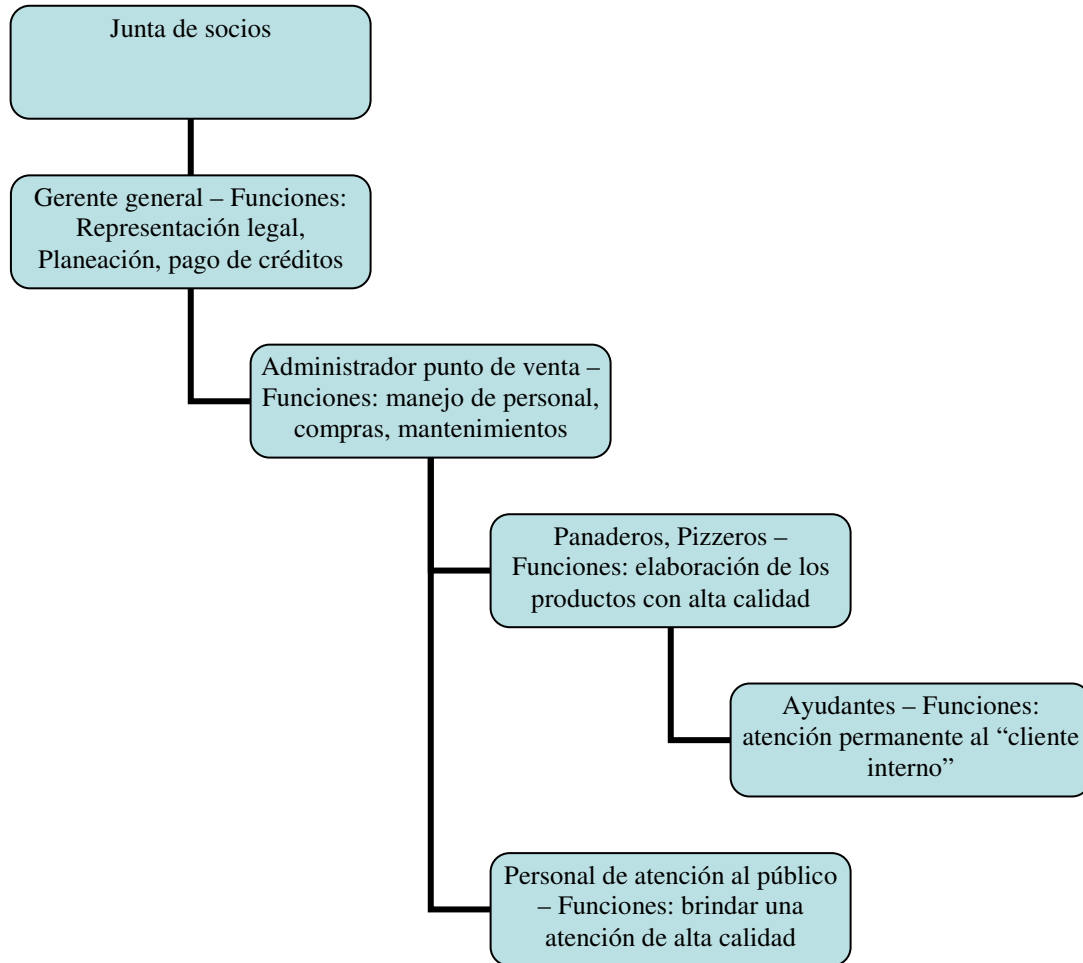 Junta de socios
Gerente general – Funciones:
Representación legal,
Planeación, pago de créditos
Administrador punto de venta –
Funciones: manejo de personal,
compras, mantenimientos
Panaderos, Pizzeros –
Funciones: elaboración de los
productos con alta calidad
Ayudantes – Funciones:
atención permanente al “cliente
interno”
Personal de atención al público
– Funciones: brindar una
atención de alta calidad